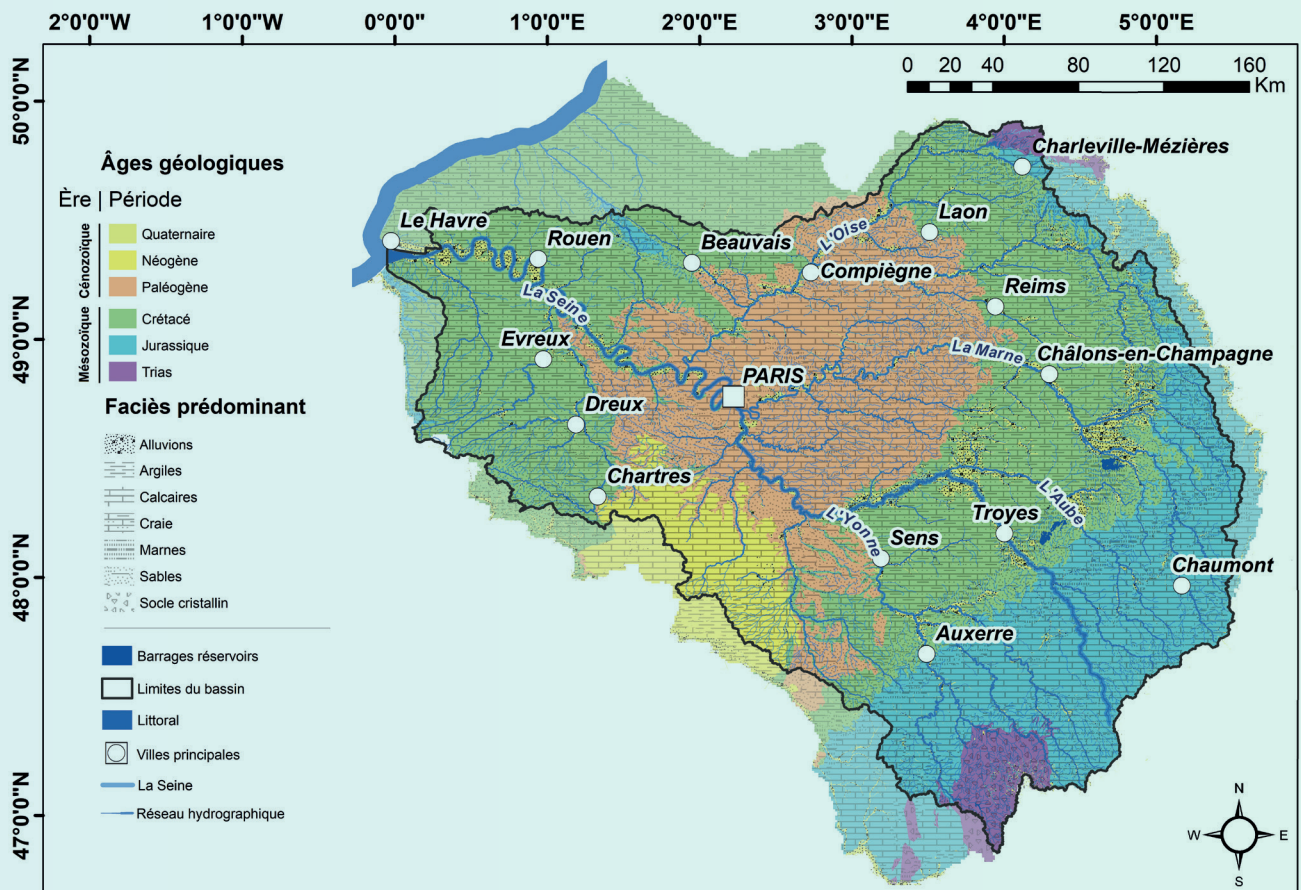 2°0'0"W 1°0'0"W 0°0'0" 1°0'0"E 2°0'0"E 3°0'0"E 4°0'0"E 5°0'0"E
50°0'0"N
49°0'0"N
48°0'0"N
47°0'0"N
0 20 40 40 80 120 160
Km
Âges géologiques
Ère | Période
Cénozoïque
Quaternaire
Néogène
Paléogène
Mésozoïque
Crétacé
Jurassique
Trias
Faciès prédominant
Alluvions
Argiles
Calcaires
Craie
Marnes
Sables
Socle cristallin
Barrages réservoirs
Limites du bassin
Littoral
Villes principales
La Seine
Réseau hydrographique
Charleville-Mézières
Le Havre
Rouen
Beauvais
L'Oise
Laon
Compiègne
Reims
La Seine
Evreux
La Marne
Châlons-en-Champagne
PARIS
Dreux
Chartres
L'Yonne
Sens
Troyes
L'Aube
Chaumont
Auxerre
N
W E
S